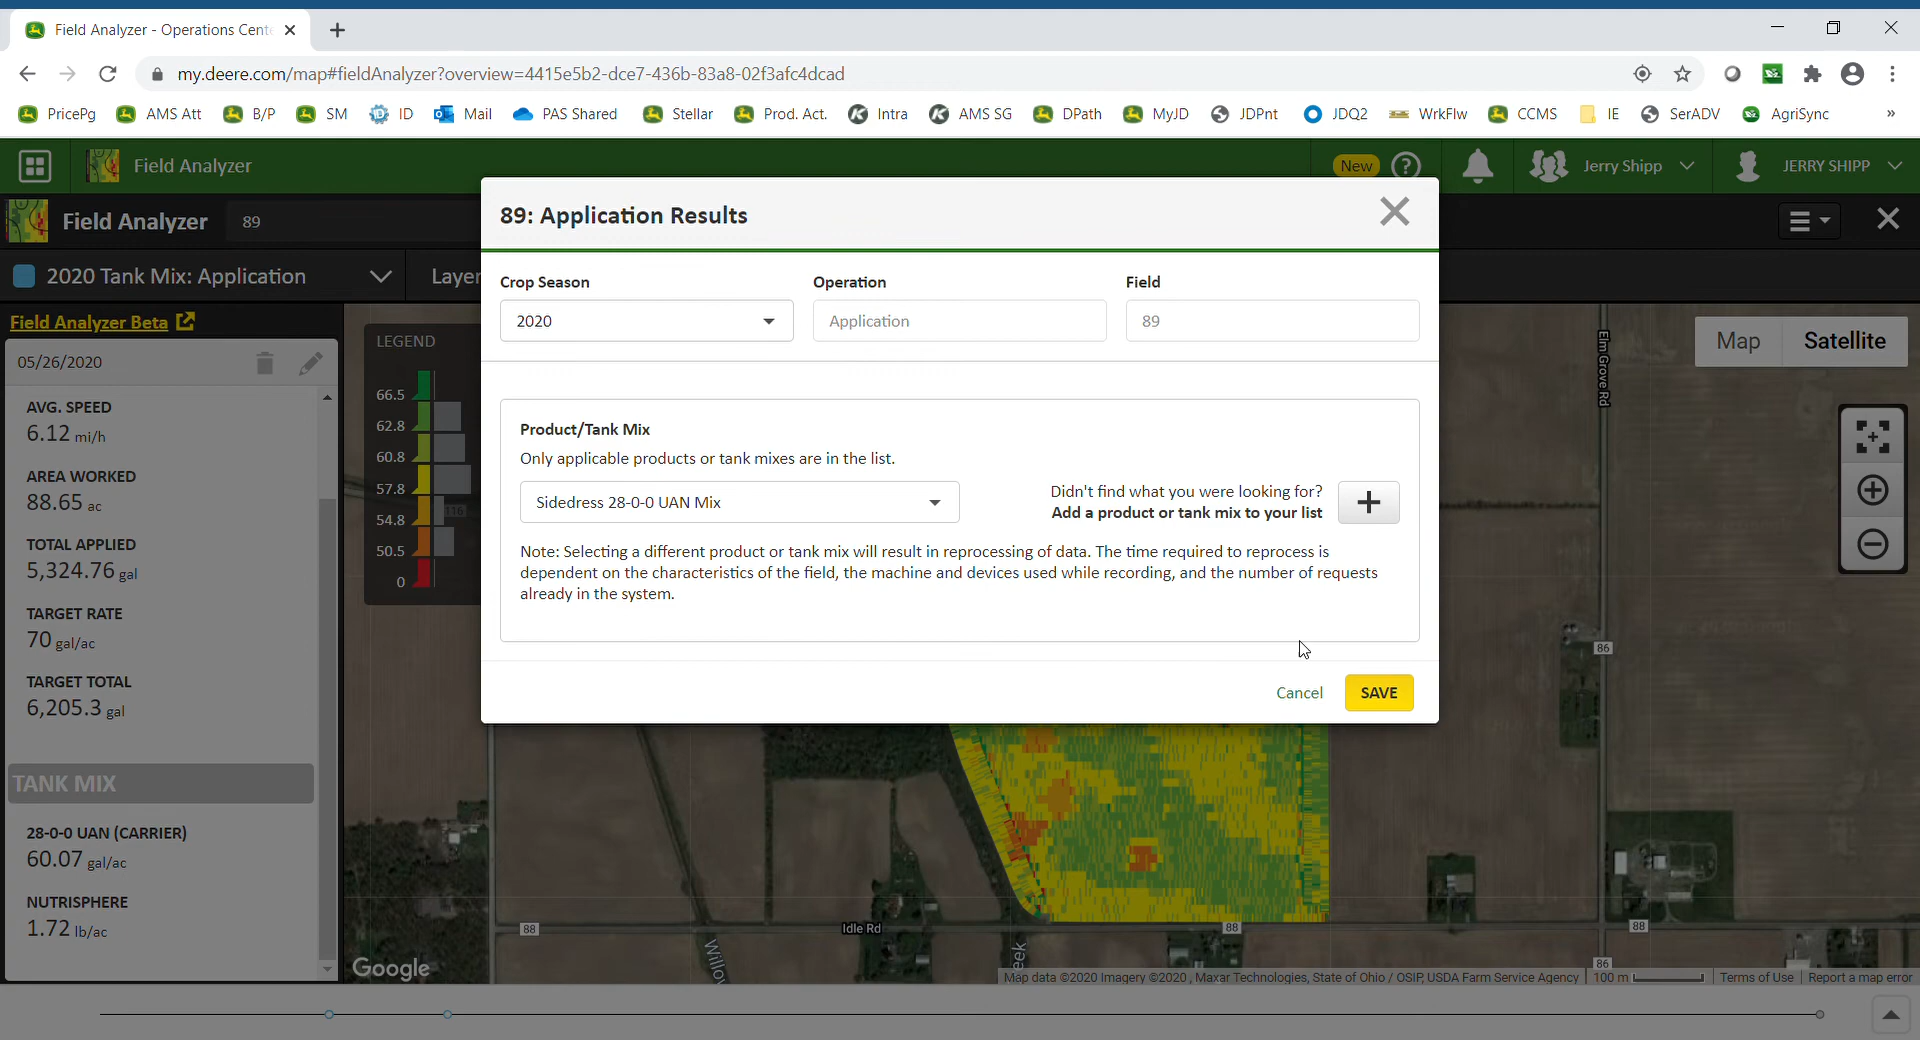 Field Analyzer - Operations Cente
my.deere.com/map#fieldAnalyzer?overview=4415e5b2-dce7-436b-83a8-02f3afc4dcad
PricePg AMS Att B/P SM ID Mail PAS Shared Stellar Prod. Act. Intra AMS SG DPath MyJD JDPnt JDQ2 WrkFlw CCMS IE SerADV AgriSync »
Field Analyzer
New
Jerry Shipp
JERRY SHIPP
Field Analyzer
89
2020 Tank Mix: Application
Layer
Field Analyzer Beta
05/26/2020
AVG. SPEED
6.12 mi/h
AREA WORKED
88.65 ac
TOTAL APPLIED
5,324.76 gal
TARGET RATE
70 gal/ac
TARGET TOTAL
6,205.3 gal
TANK MIX
28-0-0 UAN (CARRIER)
60.07 gal/ac
NUTRISPHERE
1.72 lb/ac
LEGEND
66.5
62.8
60.8
57.8
54.8
50.5
0
116
89: Application Results
Crop Season
2020
Operation
Application
Field
89
Product/Tank Mix
Only applicable products or tank mixes are in the list.
Sidedress 28-0-0 UAN Mix
Didn't find what you were looking for?
Add a product or tank mix to your list
Note: Selecting a different product or tank mix will result in reprocessing of data. The time required to reprocess is
dependent on the characteristics of the field, the machine and devices used while recording, and the number of requests
already in the system.
Cancel
SAVE
Map
Satellite
Elm Grove Rd
86
88
Idle Rd
88
88
86
Willow
eek
Google
Map data ©2020 Imagery ©2020 , Maxar Technologies, State of Ohio / OSIP, USDA Farm Service Agency
100 m
Terms of Use
Report a map error